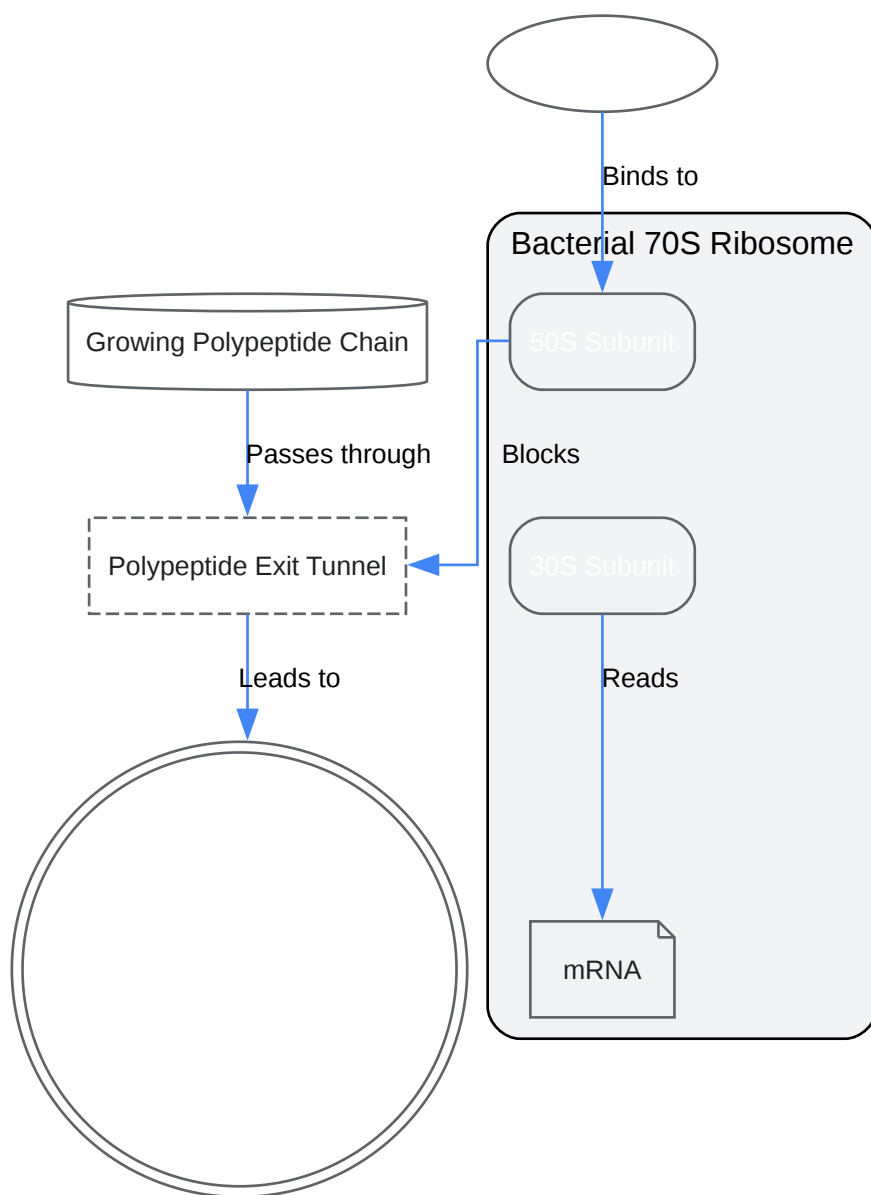 Binds to
Bacterial 70S Ribosome
50S Subunit
Growing Polypeptide Chain
Passes through
Blocks
Polypeptide Exit Tunnel
30S Subunit
Leads to
Reads
mRNA